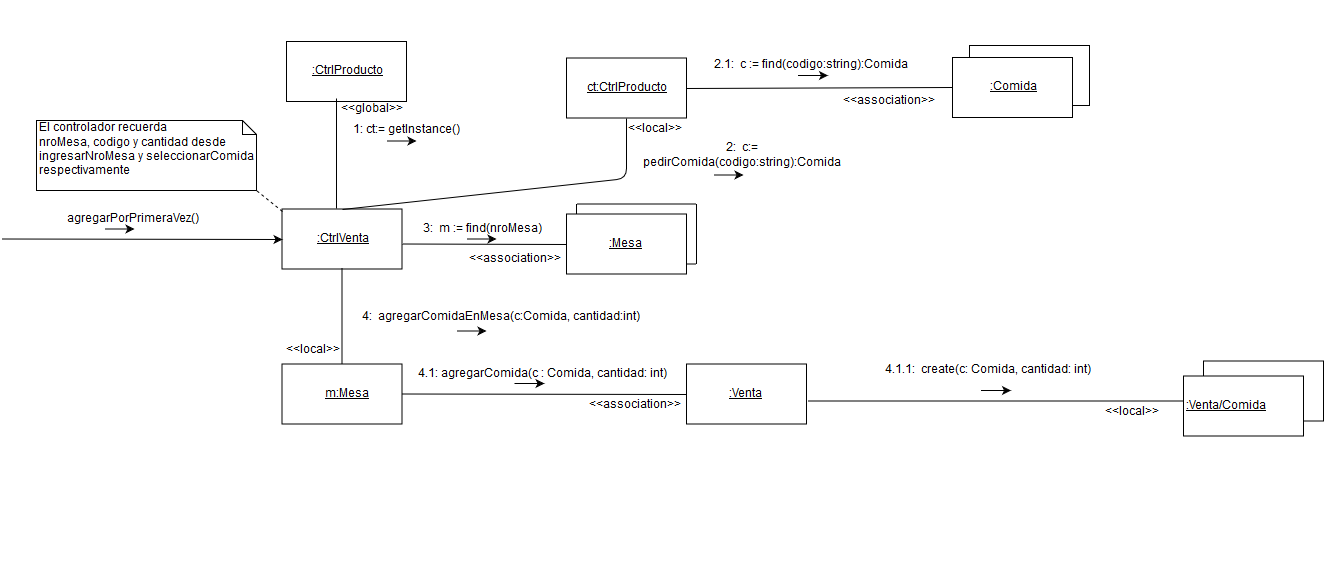 :CtrlProducto
<<global>>
1: ct:= getInstance()
ct:CtrlProducto
<<local>>
2.1:  c := find(codigo:string):Comida
<<association>>
:Comida
2:  c:=
pedirComida(codigo:string):Comida
El controlador recuerda
nroMesa, codigo y cantidad desde
ingresarNroMesa y seleccionarComida
respectivamente
agregarPorPrimeraVez()
:CtrlVenta
3:  m := find(nroMesa)
<<association>>
:Mesa
4:  agregarComidaEnMesa(c:Comida, cantidad:int)
<<local>>
m:Mesa
4.1: agregarComida(c : Comida, cantidad: int)
<<association>>
:Venta
4.1.1:  create(c: Comida, cantidad: int)
<<local>>
:Venta/Comida